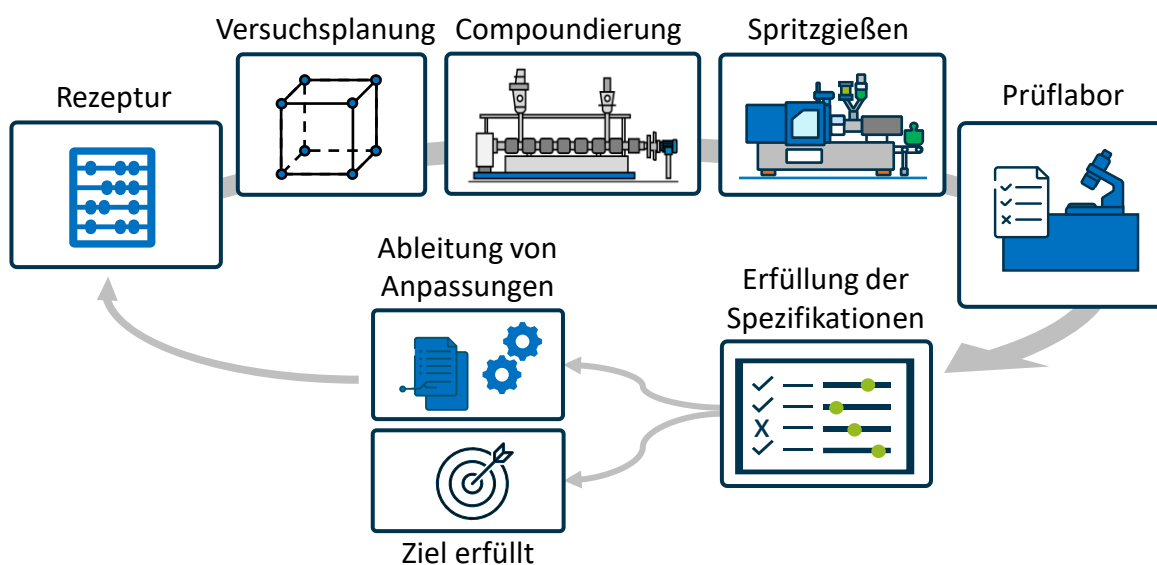 Versuchsplanung
Compoundierung
Spritzgießen
Rezeptur
Prüflabor
Ableitung von
Anpassungen
Erfüllung der
Spezifikationen
X
Ziel erfüllt